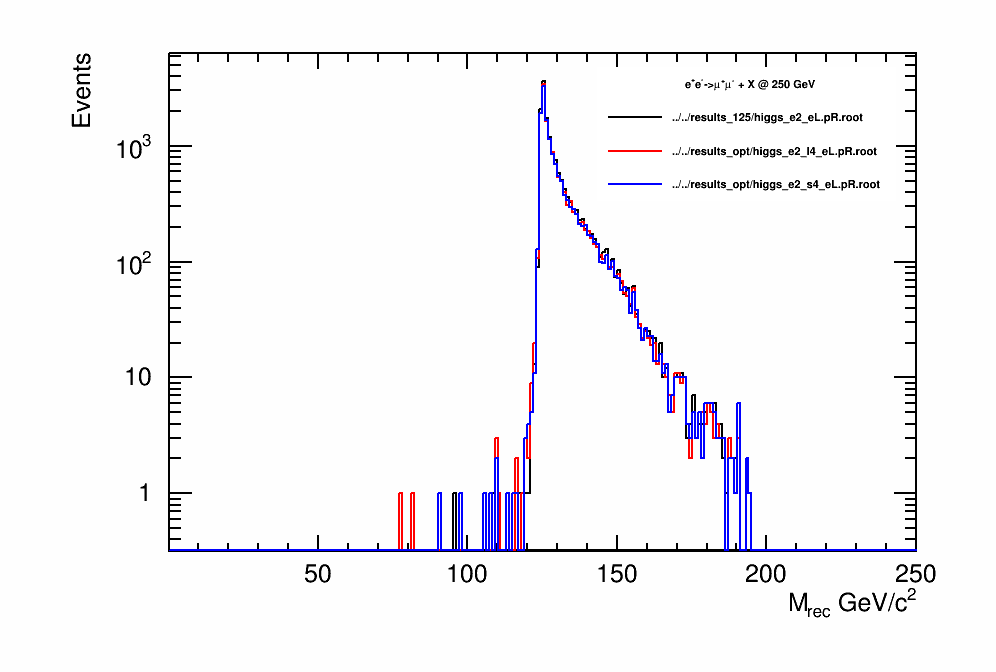 Events
e+e-->μ+μ- + X @ 250 GeV
../../results_125/higgs_e2_eL.pR.root
../../results_opt/higgs_e2_l4_eL.pR.root
../../results_opt/higgs_e2_s4_eL.pR.root
10³
10²
10
1
50 100 150 200 250
M_rec GeV/c²